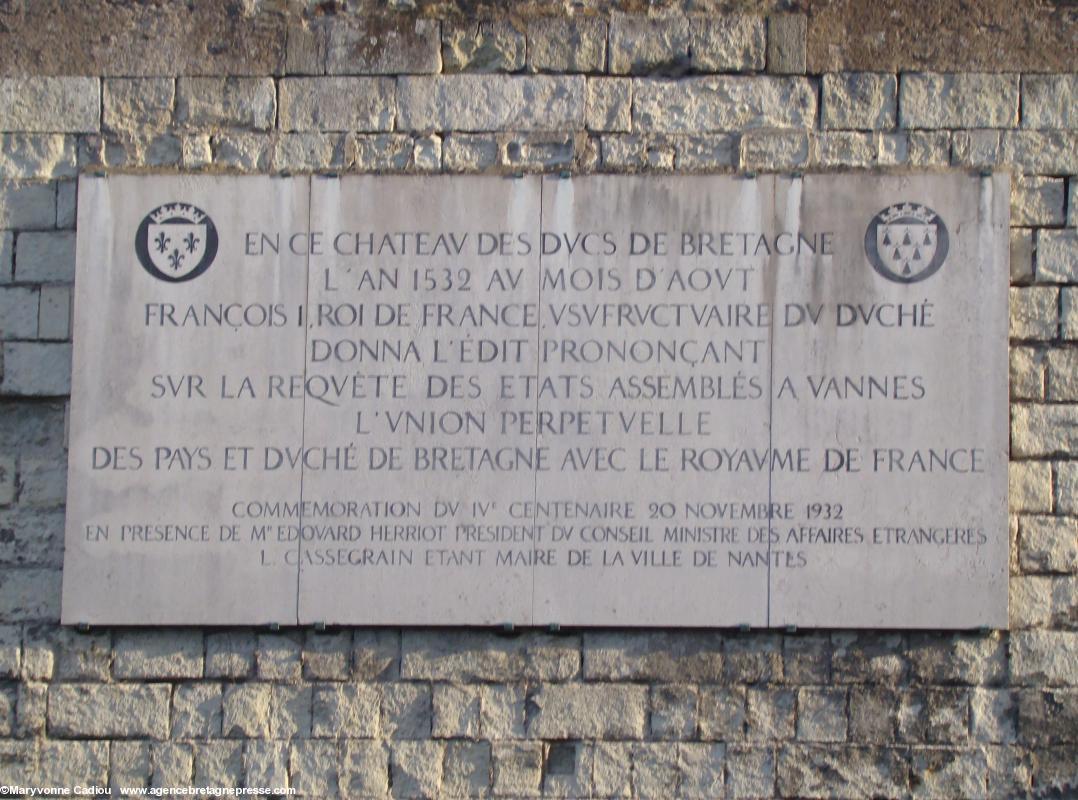 EN CE CHATEAV DES DVCS DE BRETAGNE
L'AN 1532 AV MOIS D'AOVT
FRANÇOIS I, ROI DE FRANCE, VSVFRVCTVAIRE DV DVCHÉ
DONNA L'ÉDIT PRONONÇANT
SVR LA REQVÊTE DES ETATS ASSEMBLÉS A VANNES
L'VNION PERPETVELLE
DES PAYS ET DVCHÉ DE BRETAGNE AVEC LE ROYAVME DE FRANCE
COMMEMORATION DV IVE CENTENAIRE 20 NOVEMBRE 1932
EN PRESENCE DE MR EDOVARD HERRIOT PRESIDENT DV CONSEIL MINISTRE DES AFFAIRES ETRANGERES
L. CASSEGRAIN ETANT MAIRE DE LA VILLE DE NANTES
©Maryvonne Cadiou www.agencebretagnepresse.com